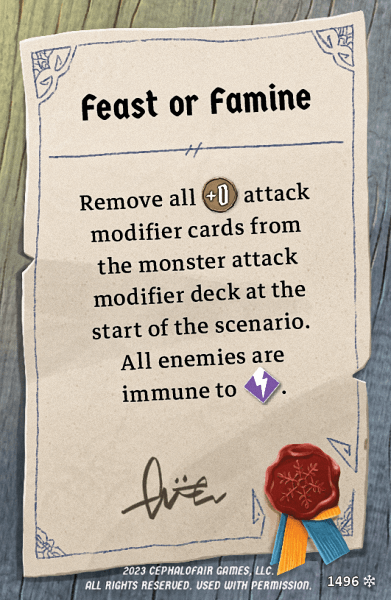 Feast or Famine
Remove all +0 attack
modifier cards from
the monster attack
modifier deck at the
start of the scenario.
All enemies are
immune to .
2023 CEPHALOFAIR GAMES, LLC.
ALL RIGHTS RESERVED. USED WITH PERMISSION.
1496